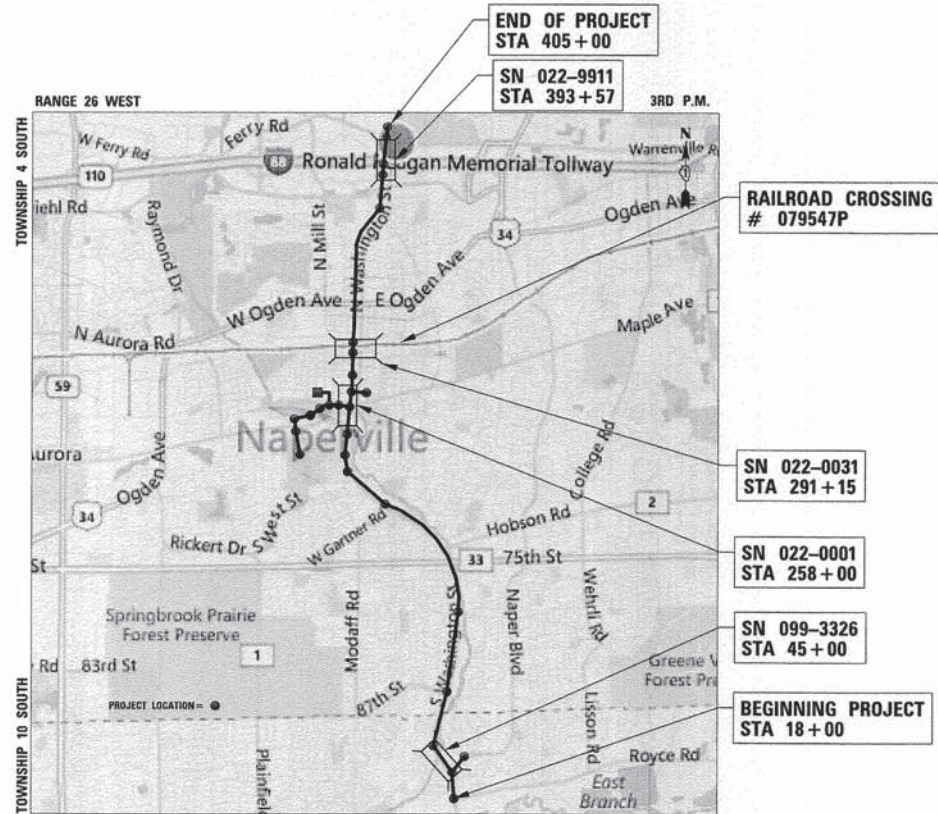 END OF PROJECT
STA 405+00
SN 022-9911
STA 393+57
RANGE 26 WEST
3RD P.M.
TOWNSHIP 4 SOUTH
Ferry Rd
W Ferry Rd
110
88
Ronald Memorial Tollway
Warrenville
N
Raymond Dr
N Mill St
N Washington St
Ogden Ave
34
RAILROAD CROSSING
# 079547P
W Ogden Ave
E Ogden Ave
N Aurora Rd
Maple Ave
59
Naperville
Ogden Ave
34
College Rd
SN 022-0031
STA 291+15
2
S West St
Rickert Dr
W Gartner Rd
Hobson Rd
St
33
75th St
SN 022-0001
STA 258+00
Springbrook Prairie
Forest Preserve
Modaff Rd
S Washington St
Naper Blvd
Wehrli Rd
SN 099-3326
STA 45+00
Rd
83rd St
1
Greene
Forest
87th St
PROJECT LOCATION=
Lisson Rd
BEGINNING PROJECT
STA 18+00
TOWNSHIP 10 SOUTH
Plainfield
Royce Rd
East
Branch